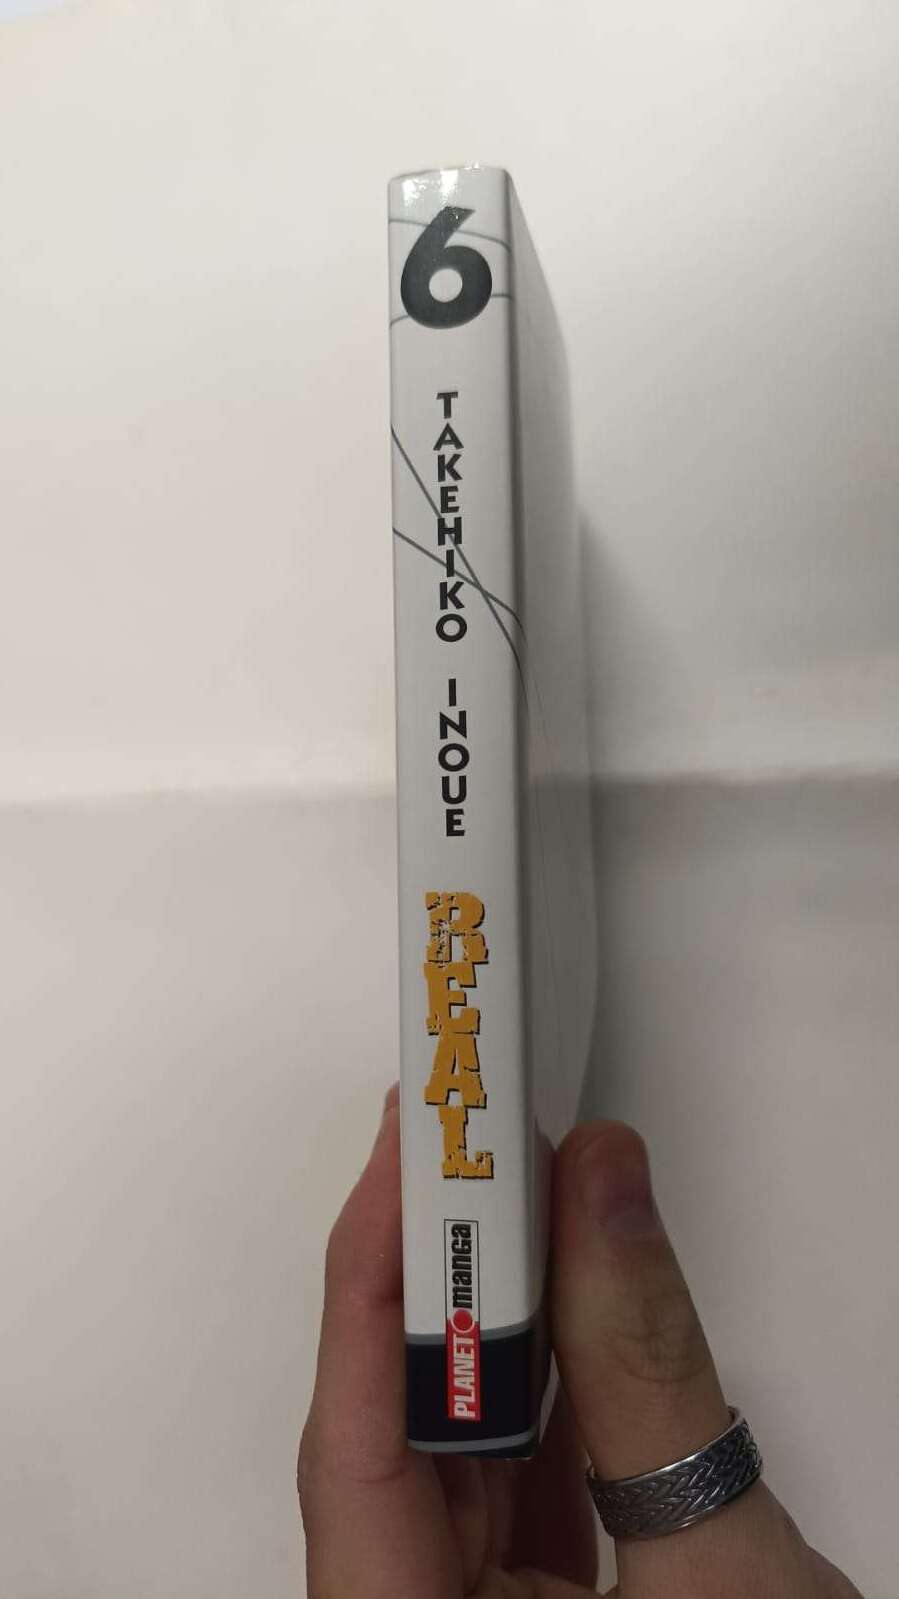 6
TAKEHIKO INOUE
REAL
PLANET manga